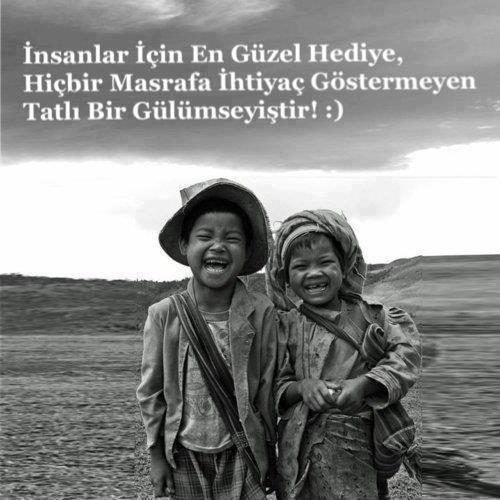 İnsanlar İçin En Güzel Hediye,
Hiçbir Masrafa İhtiyaç Göstermeyen
Tatlı Bir Gülümseyiştir! :)